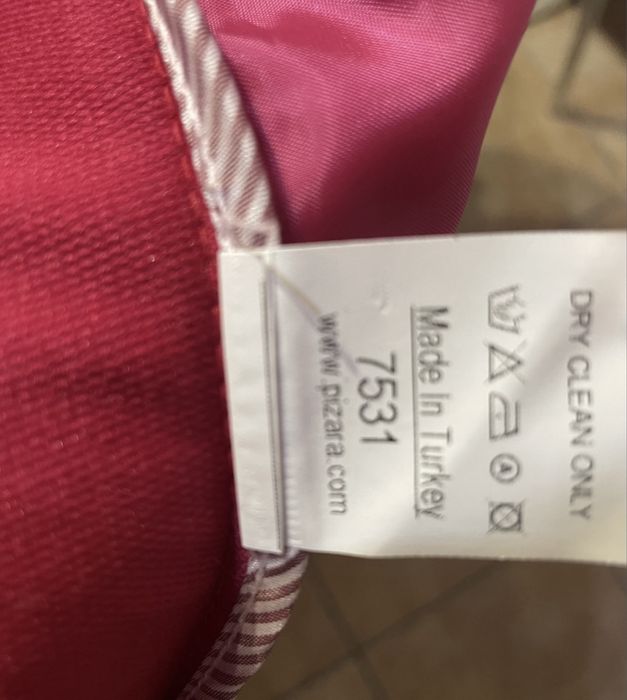 DRY CLEAN ONLY
Made In Turkey
7531
www.pizara.com